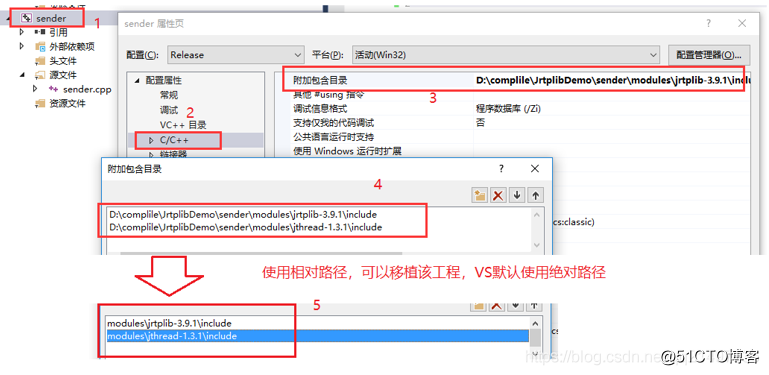 sender
1
引用
外部依赖项
头文件
源文件
sender.cpp
资源文件
sender 属性页
?
配置(C):
Release
平台(P):
活动(Win32)
配置管理器(O)...
配置属性
常规
调试
VC++ 目录
C/C++
链接器
2
附加包含目录
D:\complile\JrtplibDemo\sender\modules\jrtplib-3.9.1\inclu
其他 #using 指令
3
调试信息格式
程序数据库 (/Zi)
支持仅我的代码调试
否
公共语言运行时支持
使用 Windows 运行时扩展
cs:classic)
附加包含目录
?
4
D:\complile\JrtplibDemo\sender\modules\jrtplib-3.9.1\include
D:\complile\JrtplibDemo\sender\modules\jthread-1.3.1\include
使用相对路径，可以移植该工程，VS默认使用绝对路径
5
modules\jrtplib-3.9.1\include
modules\jthread-1.3.1\include
https://blog.csdn.ne
@51CTO博客